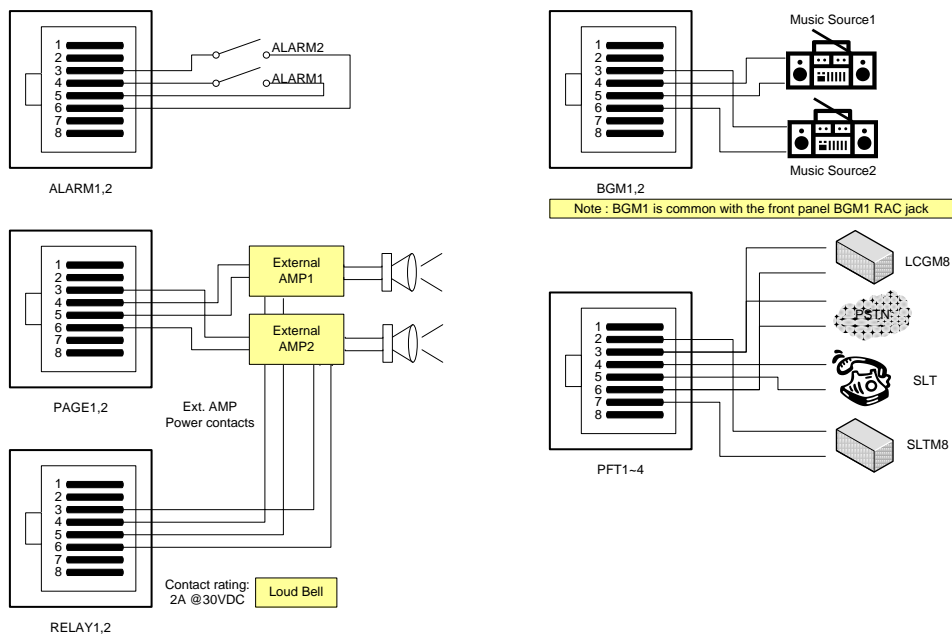 1
2
3
4
5
6
7
8
ALARM2
ALARM1
ALARM1,2
1
2
3
4
5
6
7
8
Music Source1
Music Source2
BGM1,2
Note : BGM1 is common with the front panel BGM1 RAC jack
1
2
3
4
5
6
7
8
External
AMP1
External
AMP2
PAGE1,2
Ext. AMP
Power contacts
1
2
3
4
5
6
7
8
LCGM8
PSTN
SLT
SLTM8
PFT1~4
1
2
3
4
5
6
7
8
Contact rating:
2A @30VDC
Loud Bell
RELAY1,2